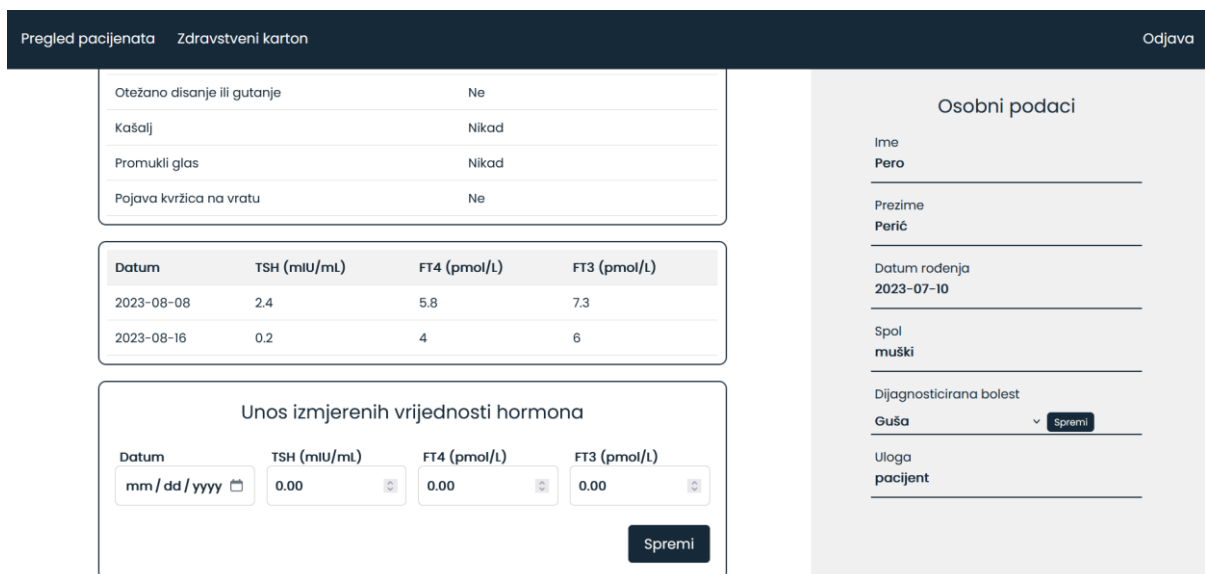 Pregled pacijenata Zdravstveni karton Odjava
Otežano disanje ili gutanje Ne
Kašalj Nikad
Promukli glas Nikad
Pojava kvržica na vratu Ne
Datum TSH (mIU/mL) FT4 (pmol/L) FT3 (pmol/L)
2023-08-08 2.4 5.8 7.3
2023-08-16 0.2 4 6
Unos izmjerenih vrijednosti hormona
Datum TSH (mIU/mL) FT4 (pmol/L) FT3 (pmol/L)
mm / dd / yyyy 0.00 0.00 0.00
Spremi
Osobni podaci
Ime
Pero
Prezime
Perić
Datum rođenja
2023-07-10
Spol
muški
Dijagnosticirana bolest
Guša Spremi
Uloga
pacijent